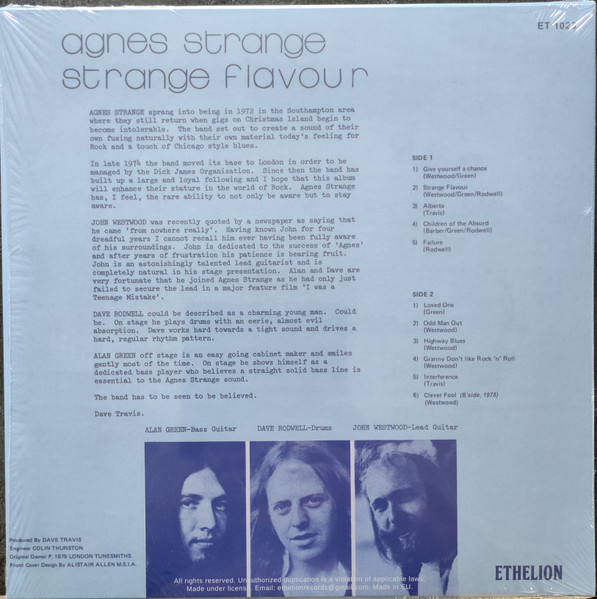 agnes strange
strange flavour
ET 1022
AGNES STRANGE sprang into being in 1972 in the Southampton area
where they still return when gigs on Christmas Island begin to
become intolerable. The band set out to create a sound of their
own fusing naturally with their own material today's feeling for
Rock and a touch of Chicago style blues.
In late 1974 the band moved its base to London in order to be
managed by the Dick James Organisation. Since then the band has
built up a large and loyal following and I hope that this album
will enhance their stature in the world of Rock. Agnes Strange
has, I feel, the rare ability to not only be aware but to stay
aware.
JOHN WESTWOOD was recently quoted by a newspaper as saying that
he came 'from nowhere really'. Having known John for four
dreadful years I cannot recall him ever having been fully aware
of his surroundings. John is dedicated to the success of 'Agnes'
and after years of frustration his patience is bearing fruit.
John is an astonishingly talented lead guitarist and is
completely natural in his stage presentation. Alan and Dave are
very fortunate that he joined Agnes Strange as he had only just
failed to secure the lead in a major feature film 'I was a
Teenage Mistake'.
DAVE RODWELL could be described as a charming young man. Could
be. On stage he plays drums with an eerie, almost evil
absorption. Dave works hard towards a tight sound and drives a
hard, regular rhythm pattern.
ALAN GREEN off stage is an easy going cabinet maker and smiles
gently most of the time. On stage he shows himself as a
dedicated bass player who believes a straight solid bass line is
essential to the Agnes Strange sound.
The band has to be seen to be believed.
Dave Travis.
SIDE 1
1) Give yourself a chance
(Westwood/Green)
2) Strange Flavour
(Westwood/Green/Rodwell)
3) Alberta
(Travis)
4) Children of the Absurd
(Barber/Green/Rodwell)
5) Failure
(Rodwell)
SIDE 2
1) Loved One
(Green)
2) Odd Man Out
(Westwood)
3) Highway Blues
(Westwood)
4) Granny Don't like Rock 'n' Roll
(Westwood)
5) Interference
(Travis)
6) Clever Fool (B'side, 1975)
(Westwood)
ALAN GREEN-Bass Guitar DAVE RODWELL-Drums JOHN WESTWOOD-Lead Guitar
Produced By DAVE TRAVIS
Engineer COLIN THURSTON
Original Owner P. 1975 LONDON TUNESMITHS
Front Cover Design By ALISTAIR ALLEN M.S.I.A.
All rights reserved. Unauthorized duplication is a violation of applicable laws.
Made under license. Email: ethelionrecords@gmail.com. Made in EU.
ETHELION